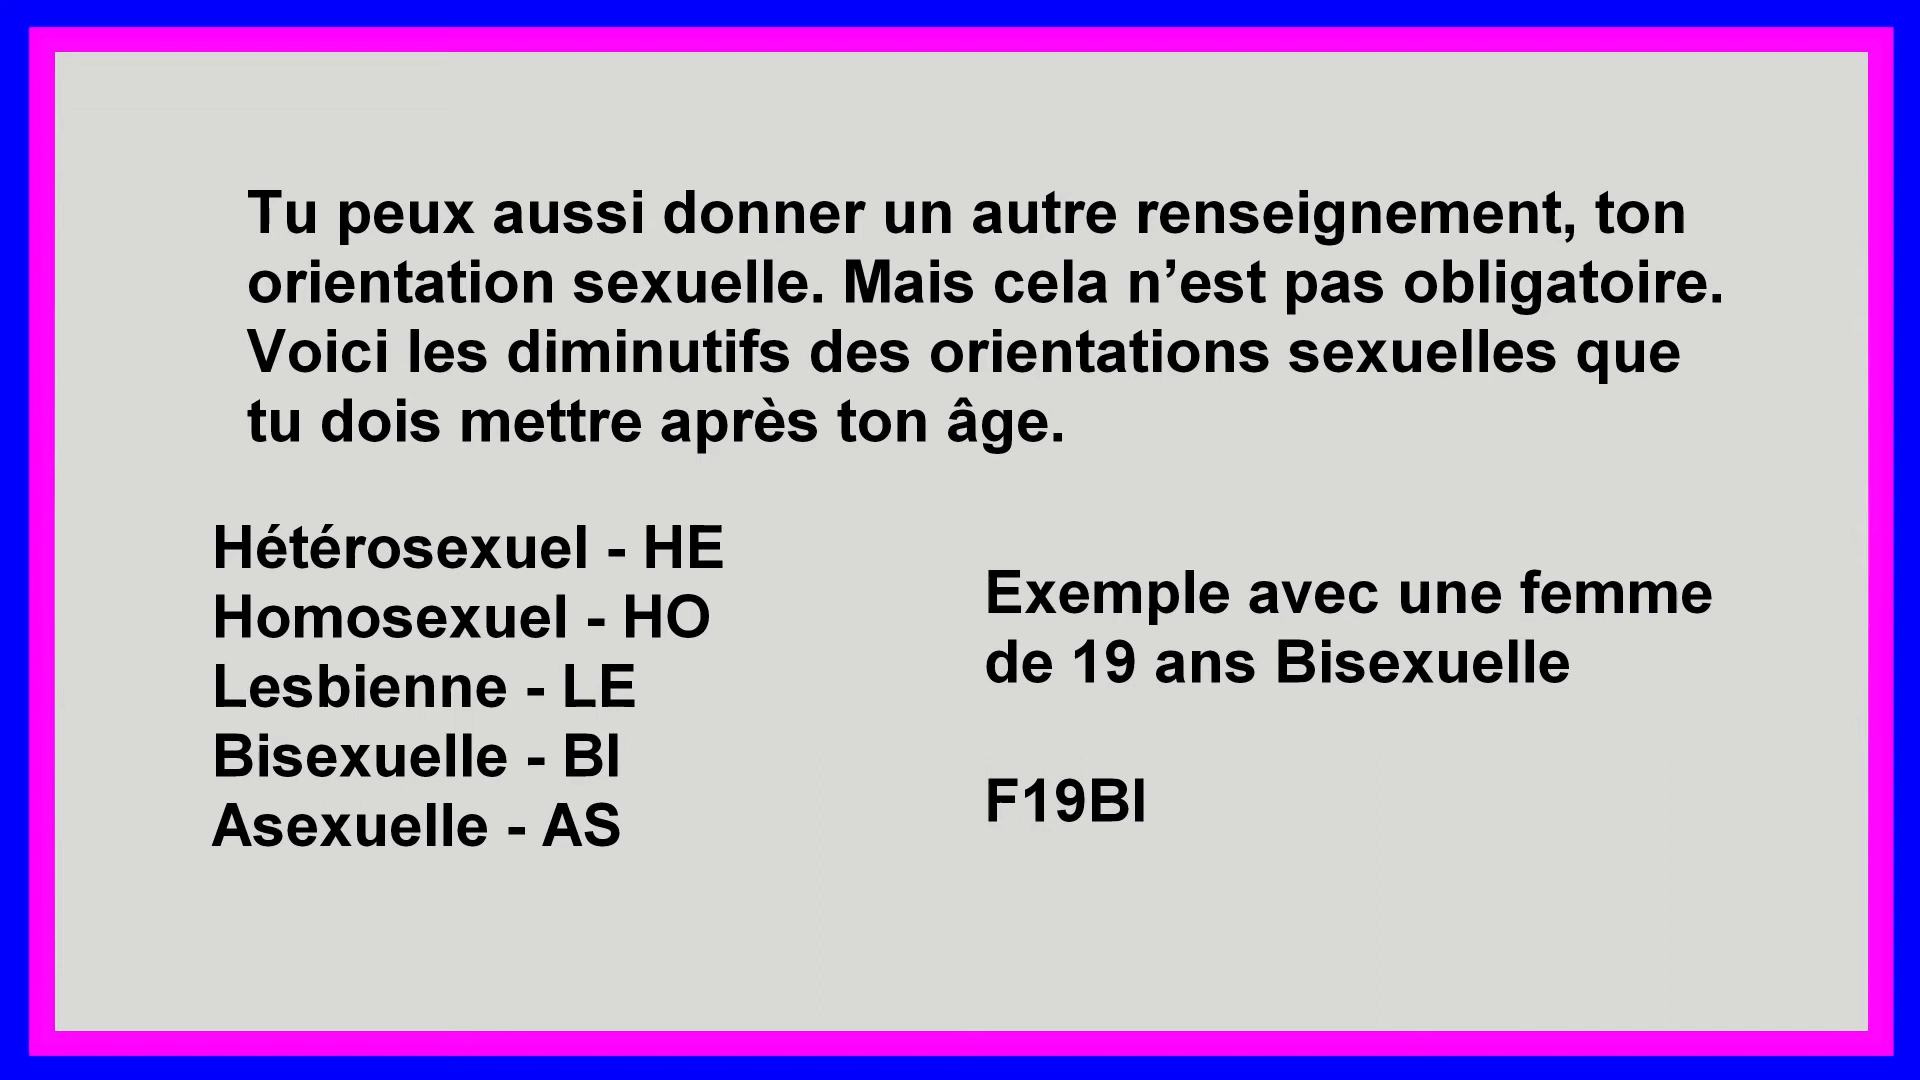 Tu peux aussi donner un autre renseignement, ton
orientation sexuelle. Mais cela n’est pas obligatoire.
Voici les diminutifs des orientations sexuelles que
tu dois mettre après ton âge.
Hétérosexuel - HE
Homosexuel - HO
Lesbienne - LE
Bisexuelle - BI
Asexuelle - AS
Exemple avec une femme
de 19 ans Bisexuelle
F19BI